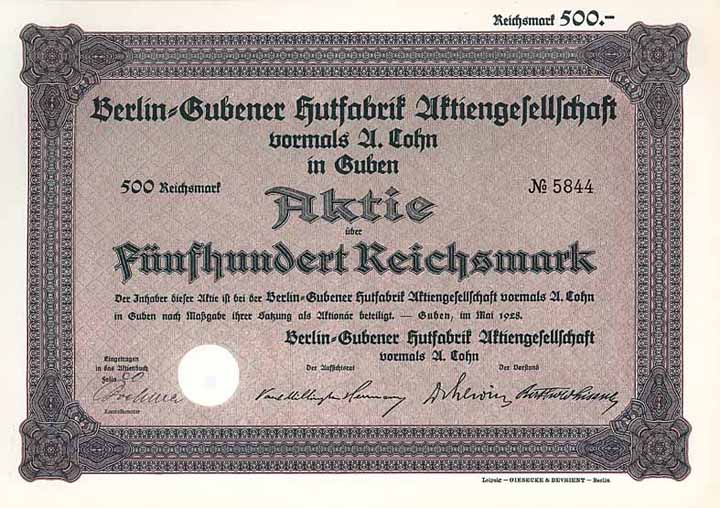 Reichsmark 500.-
Berlin-Gubener Hutfabrik Aktiengesellschaft
vormals A. Cohn
in Guben
500 Reichsmark
№ 5844
Aktie
über
Fünfhundert Reichsmark
Der Inhaber dieser Aktie ist bei der Berlin-Gubener Hutfabrik Aktiengesellschaft vormals A. Cohn
in Guben nach Maßgabe ihrer Satzung als Aktionär beteiligt. — Guben, im Mai 1928.
Berlin-Gubener Hutfabrik Aktiengesellschaft
vormals A. Cohn
Eingetragen
in das Aktienbuch
Folio
Der Aufsichtsrat
Der Vorstand
Kontrollbeamter
Leipzig — GIESECKE & DEVRIENT — Berlin.